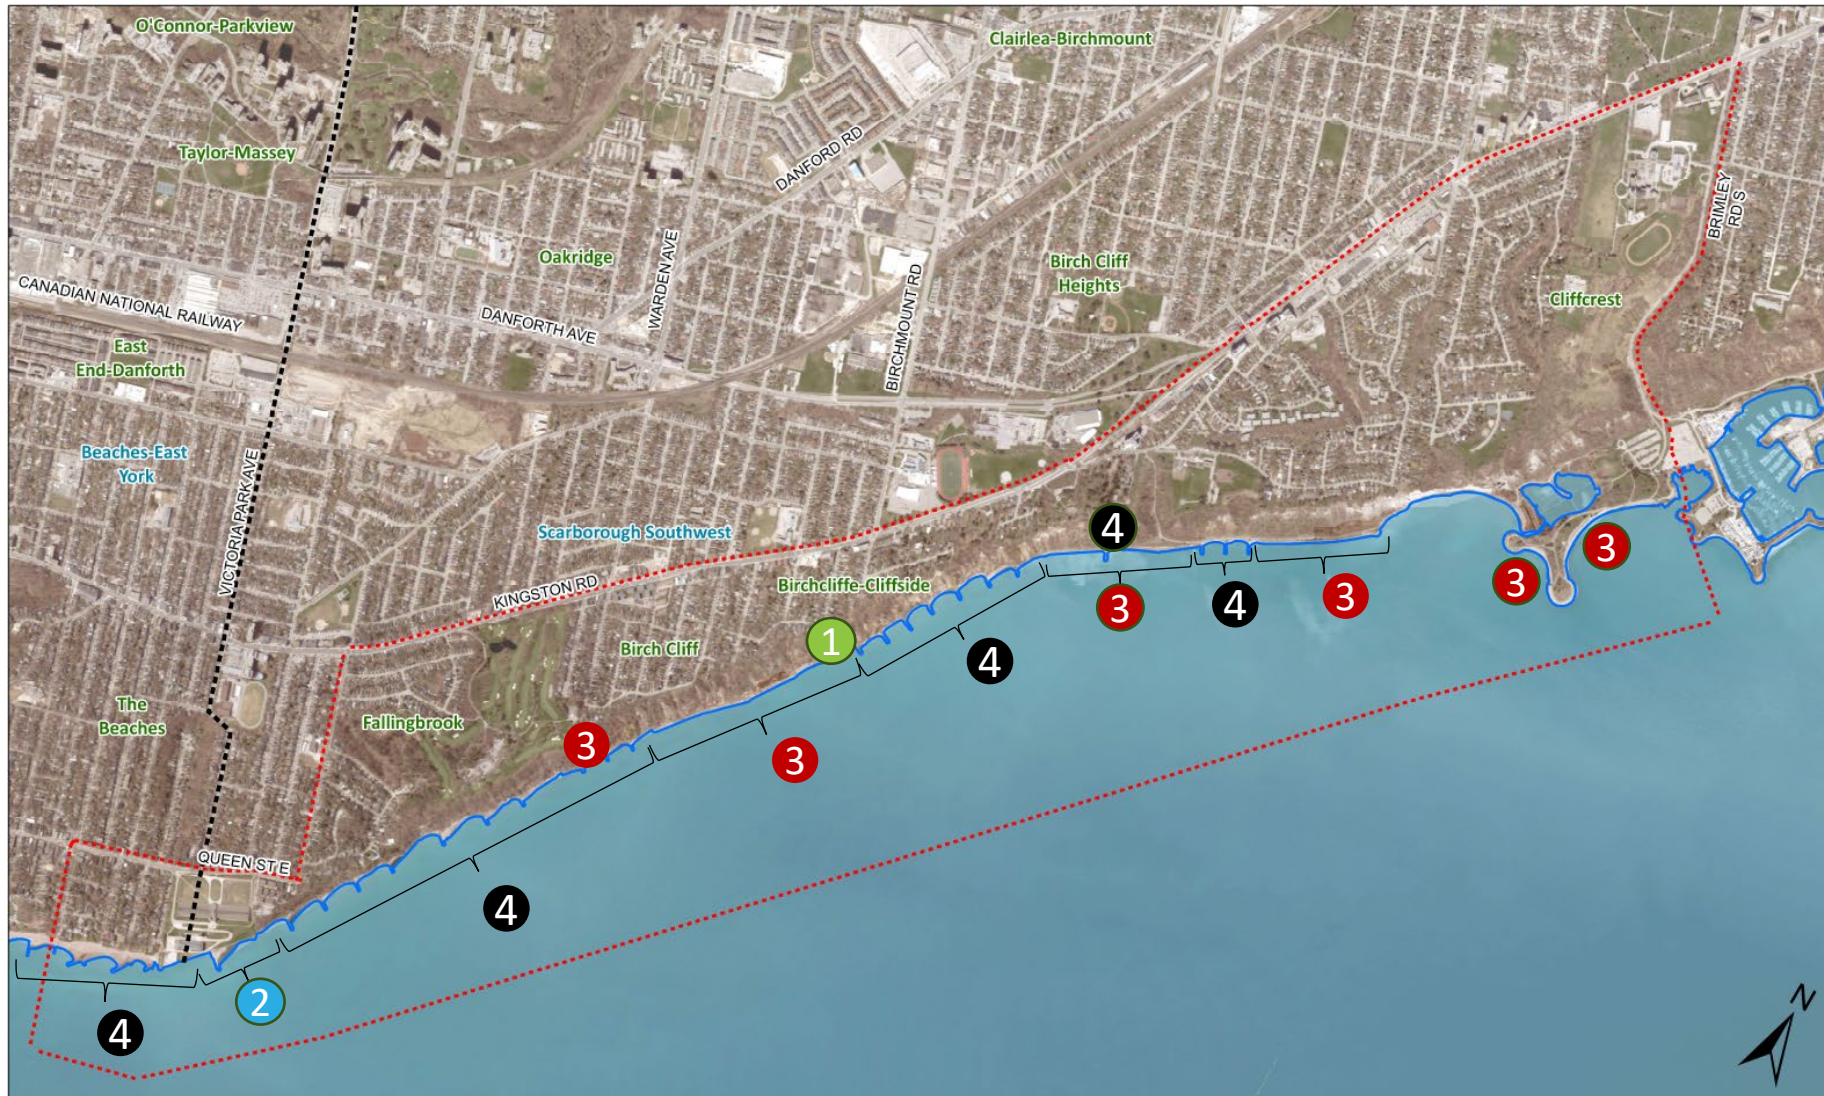 O'Connor-Parkview
Clairlea-Birchmount
Taylor-Massey
DANFORD RD
BRIMLEY
RD S
Oakridge
WARDEN AVE
Birch Cliff
Heights
BIRCHMOUNT RD
Cliffcrest
CANADIAN NATIONAL RAILWAY
DANFORTH AVE
East
End-Danforth
Beaches-East
York
VICTORIA PARK AVE
Scarborough Southwest
4
3
KINGSTON RD
Birchcliffe-Cliffside
3
3
4
3
1
Birch Cliff
4
The
Beaches
Fallingbrook
3
3
QUEEN ST E
4
2
4
N